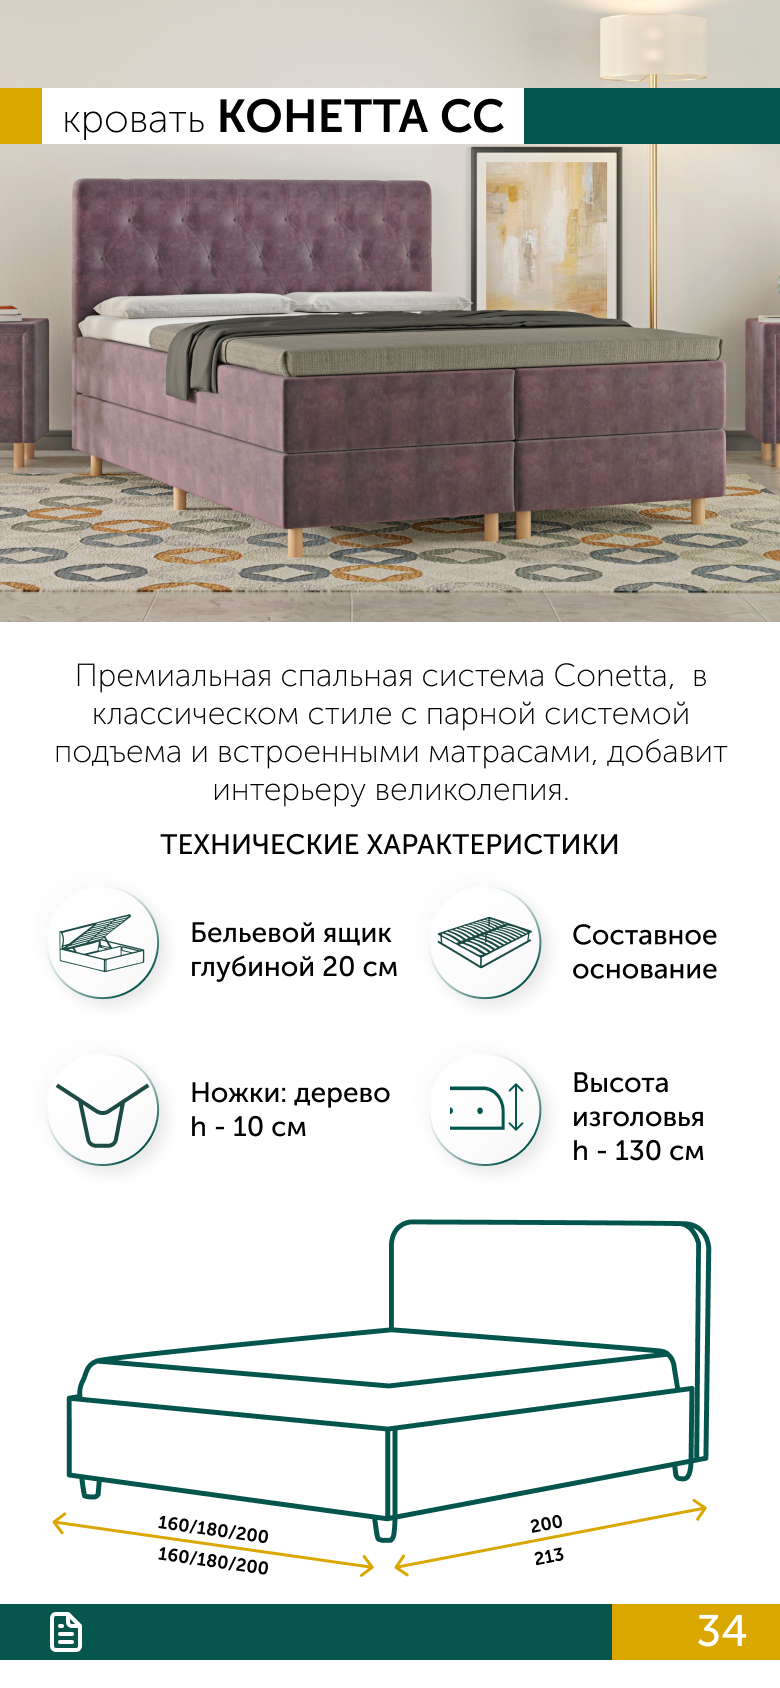 кровать КОНЕТТА СС
Премиальная спальная система Conetta,  в
классическом стиле с парной системой
подъема и встроенными матрасами, добавит
интерьеру великолепия.
ТЕХНИЧЕСКИЕ ХАРАКТЕРИСТИКИ
Бельевой ящик
глубиной 20 см
Составное
основание
Ножки: дерево
h - 10 см
Высота
изголовья
h - 130 см
160/180/200
160/180/200
200
213
34